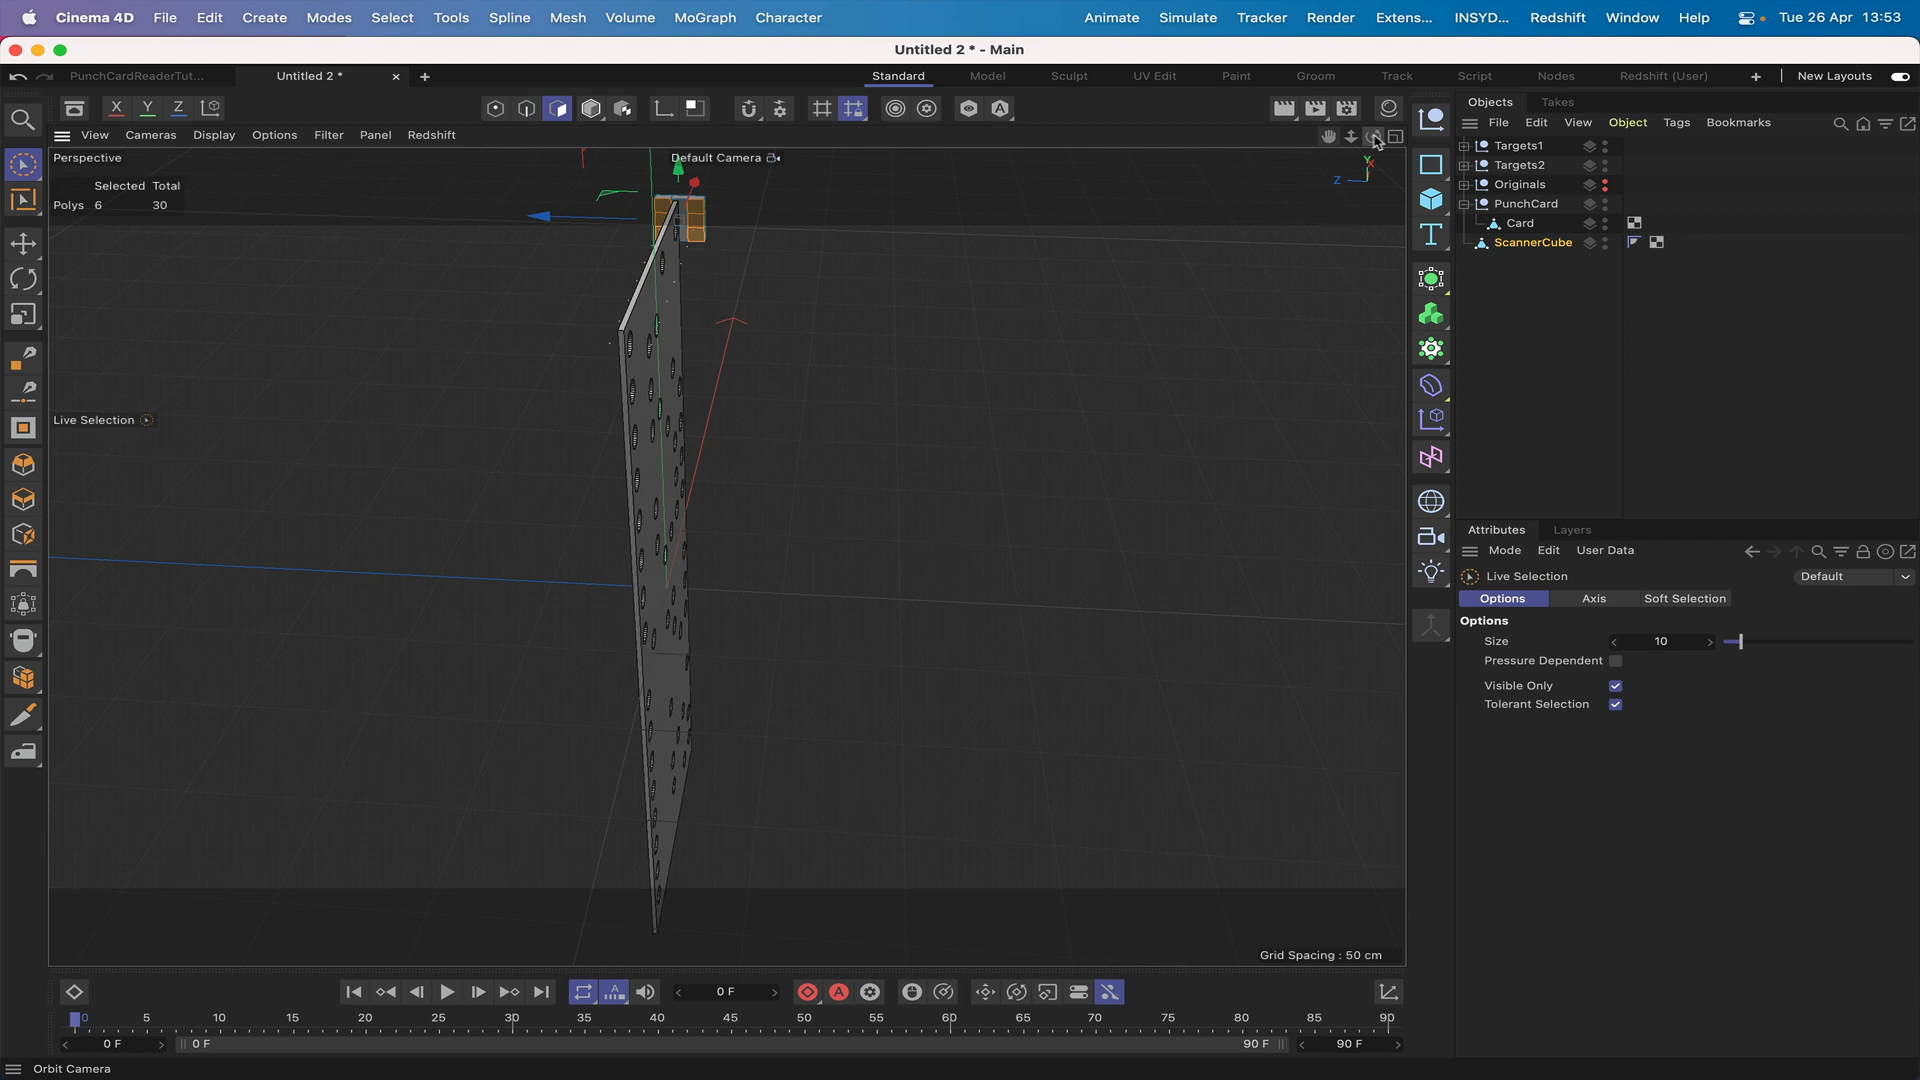 Cinema 4D File Edit Create Modes Select Tools Spline Mesh Volume MoGraph Character Animate Simulate Tracker Render Extens... INSYD... Redshift Window Help Tue 26 Apr 13:53
Untitled 2 * - Main
PunchCardReaderTut... Untitled 2 * × + Standard Model Sculpt UV Edit Paint Groom Track Script Nodes Redshift (User) + New Layouts
X Y Z
View Cameras Display Options Filter Panel Redshift
Perspective Default Camera
Selected Total
Polys 6 30
Y X Z
Live Selection
Grid Spacing : 50 cm
Objects Takes
File Edit View Object Tags Bookmarks
Targets1
Targets2
Originals
PunchCard
Card
ScannerCube
Attributes Layers
Mode Edit User Data
Live Selection Default
Options Axis Soft Selection
Options
Size 10
Pressure Dependent
Visible Only
Tolerant Selection
0 F
0 5 10 15 20 25 30 35 40 45 50 55 60 65 70 75 80 85 90
0 F 0 F 90 F 90 F
Orbit Camera